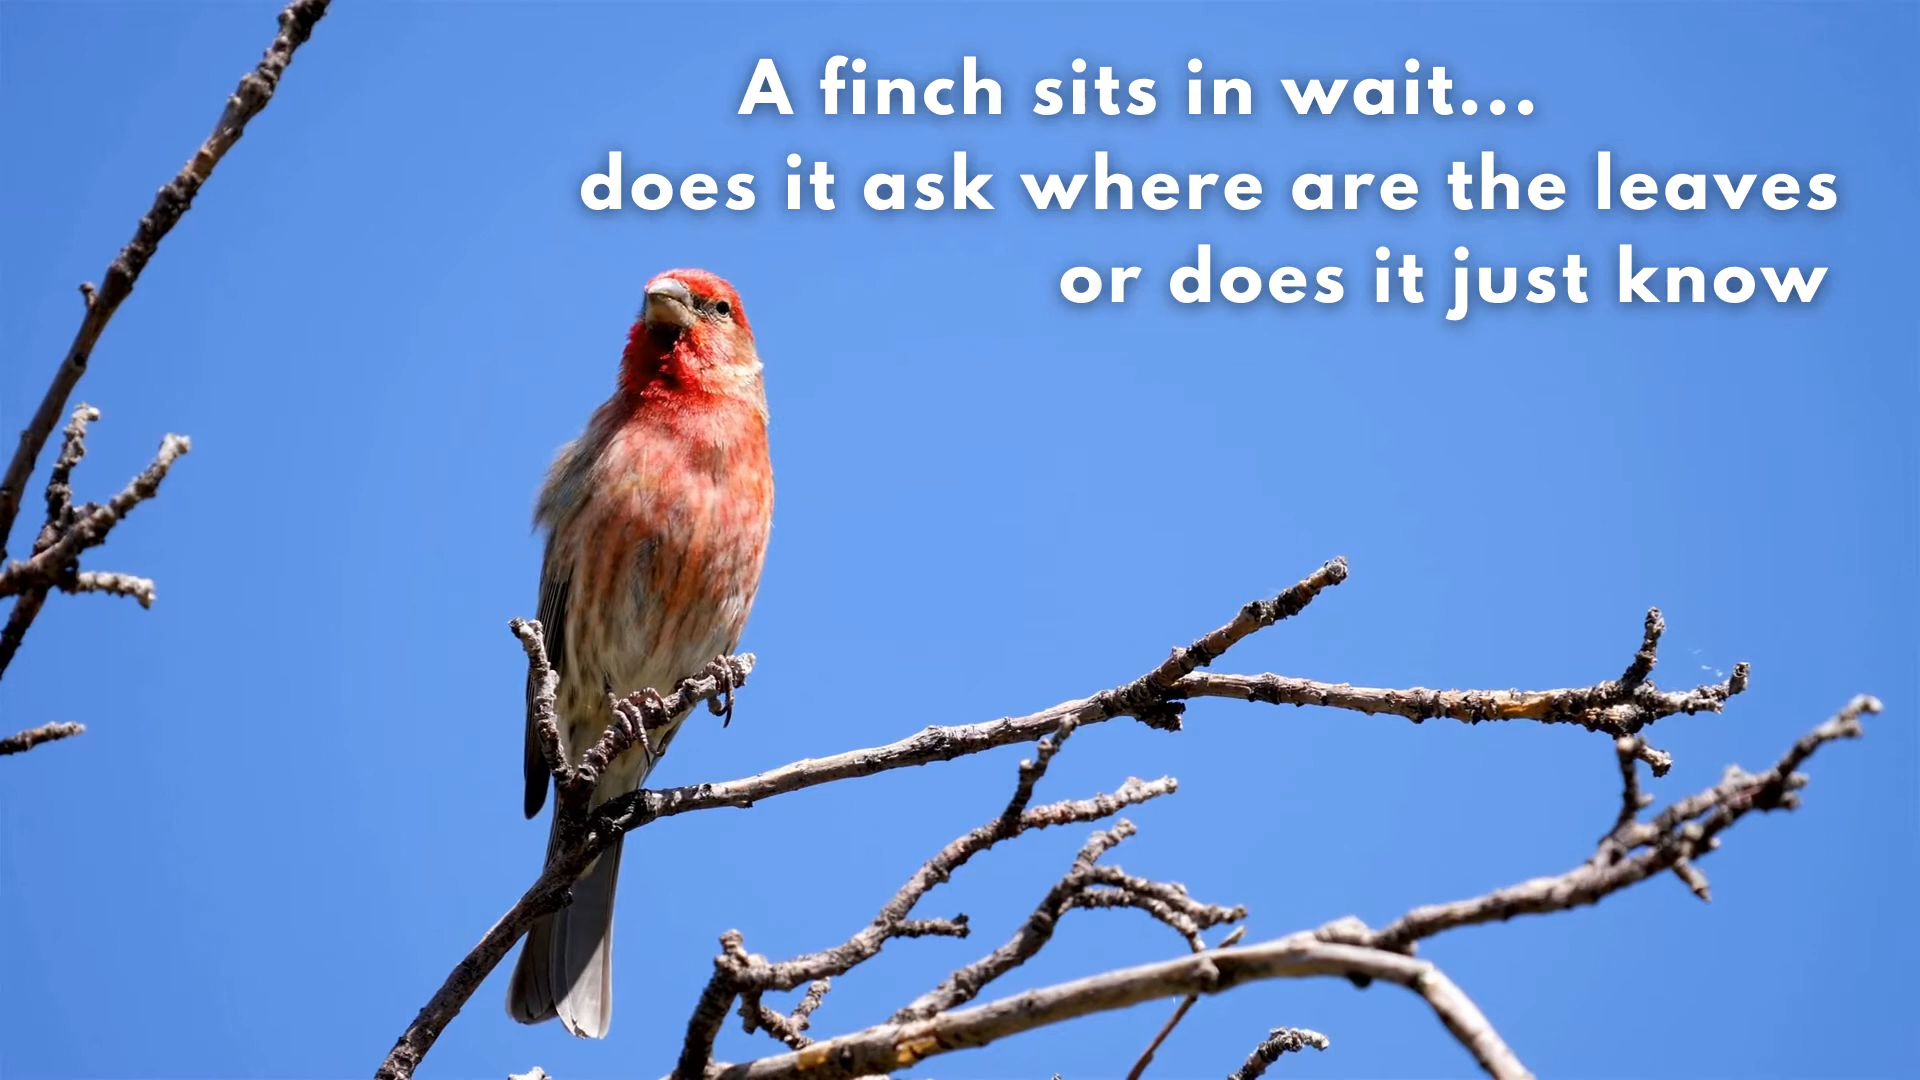 A finch sits in wait...
does it ask where are the leaves
or does it just know